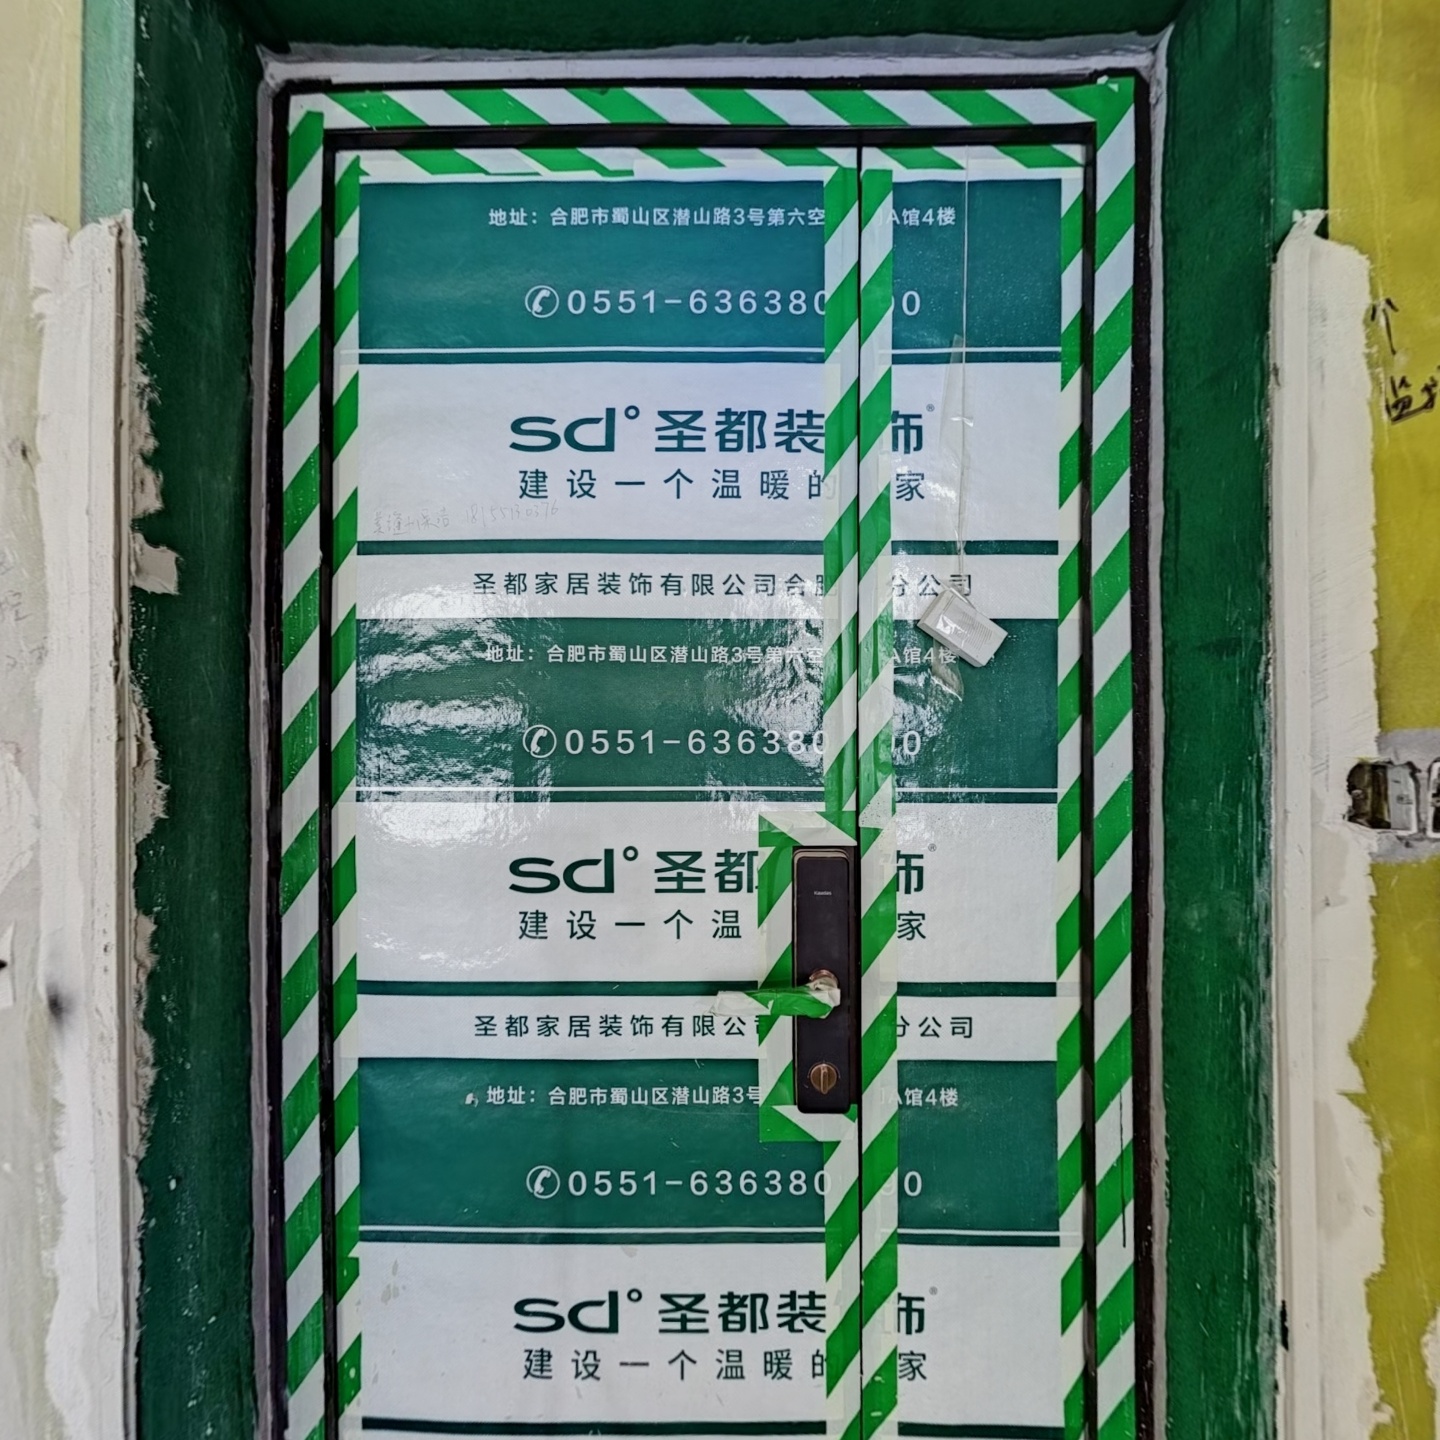 地址：合肥市蜀山区潜山路3号第六空 A馆4楼
0551-636380 00
sd°圣都装饰®
建设一个温暖的家
圣都家居装饰有限公司合肥 分公司
地址：合肥市蜀山区潜山路3号第六空 A馆4楼
0551-636380 0
sd°圣都 饰®
建设一个温 家
圣都家居装饰有限公司 分公司
地址：合肥市蜀山区潜山路3号 A馆4楼
0551-636380 0
sd°圣都装饰®
建设一个温暖的家
个